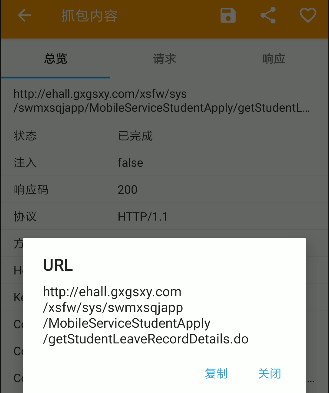 抓包内容
总览
请求
响应
http://ehall.gxgsxy.com/xsfw/sys
/swmxsqjapp/MobileServiceStudentApply/getStudentL...
状态 已完成
注入 false
响应码 200
协议 HTTP/1.1
URL
http://ehall.gxgsxy.com
/xsfw/sys/swmxsqjapp
/MobileServiceStudentApply
/getStudentLeaveRecordDetails.do
复制
关闭